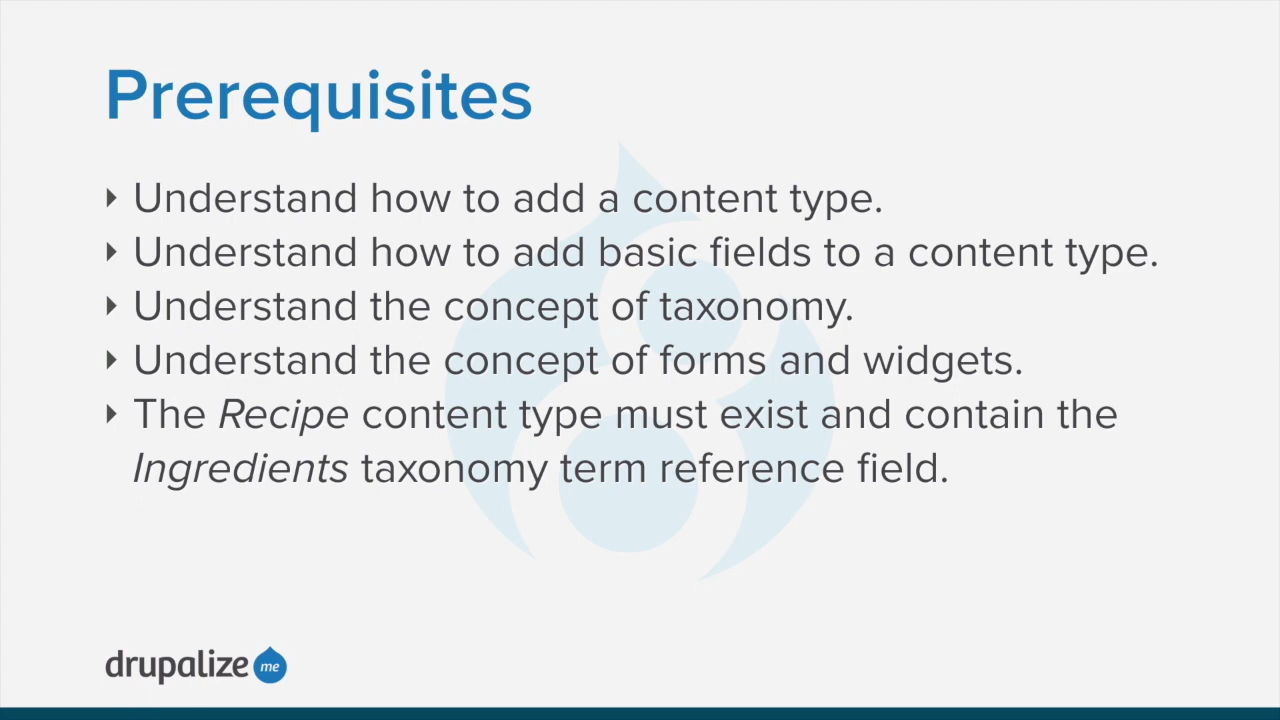 Prerequisites
Understand how to add a content type.
Understand how to add basic fields to a content type.
Understand the concept of taxonomy.
Understand the concept of forms and widgets.
The Recipe content type must exist and contain the
Ingredients taxonomy term reference field.
drupalize me